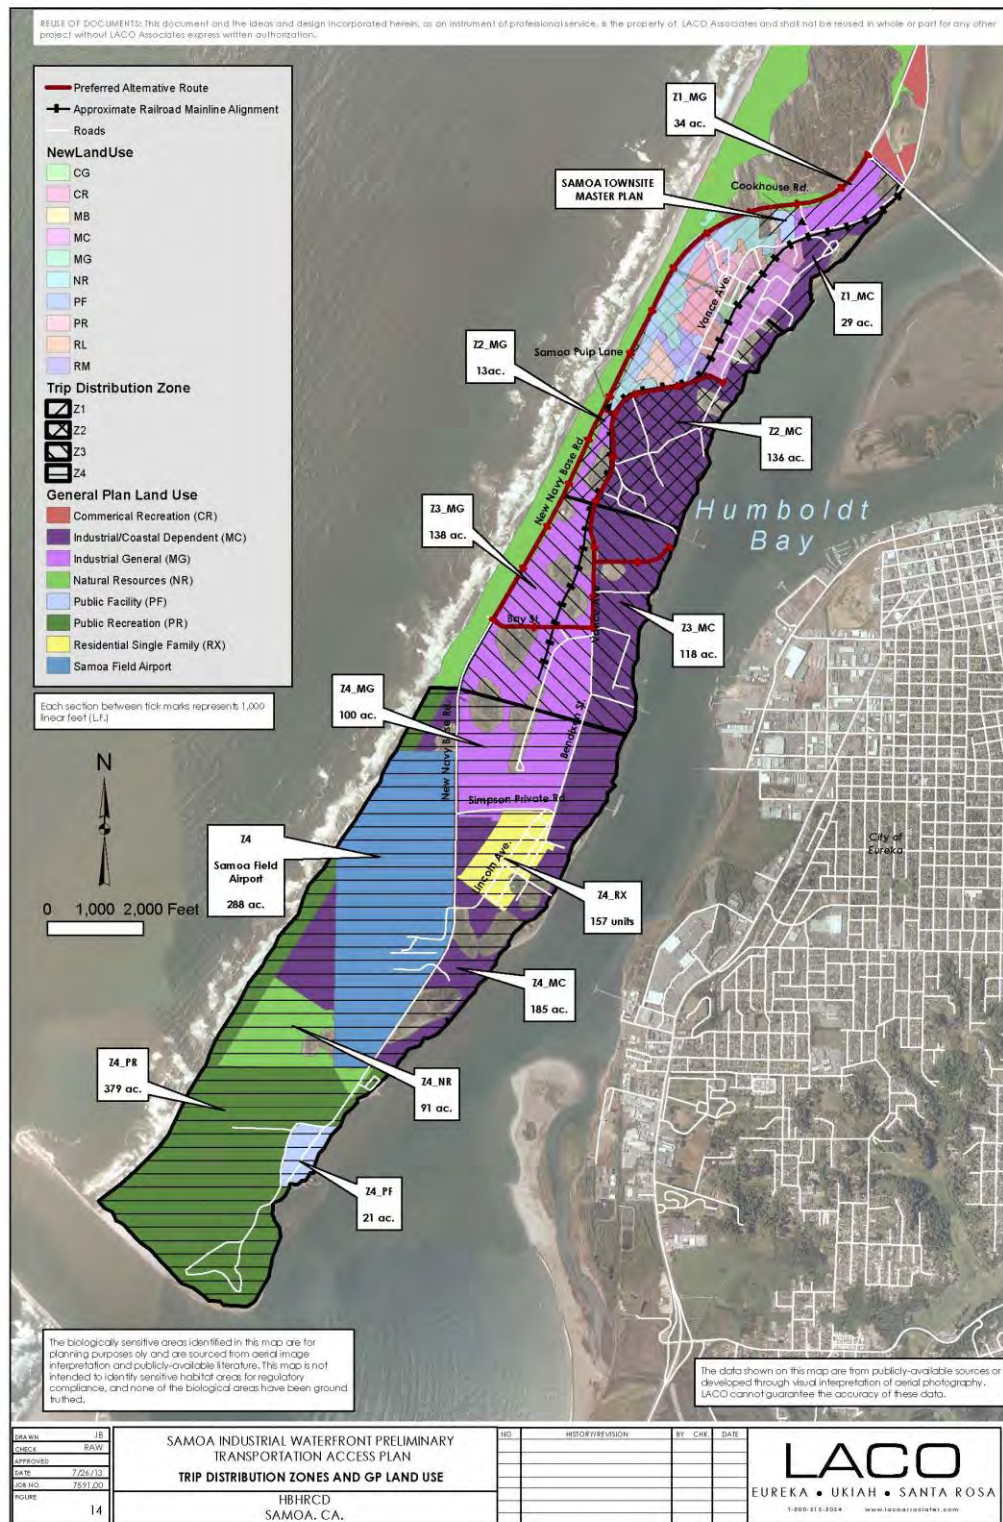 REUSE OF DOCUMENTS: This document and the ideas and design incorporated herein, as an instrument of professional service, is the property of LACO Associates and shall not be reused in whole or part for any other
project without LACO Associates express written authorization.
Preferred Alternative Route
Approximate Railroad Mainline Alignment
Roads
NewLandUse
CG
CR
MB
MC
MG
NR
PF
PR
RL
RM
Trip Distribution Zone
Z1
Z2
Z3
Z4
General Plan Land Use
Commerical Recreation (CR)
Industrial/Coastal Dependent (MC)
Industrial General (MG)
Natural Resources (NR)
Public Facility (PF)
Public Recreation (PR)
Residential Single Family (RX)
Samoa Field Airport
Each section between tick marks represents 1,000
linear feet (L.F.)
N
0 1,000 2,000 Feet
Z1_MG
34 ac.
Cookhouse Rd.
SAMOA TOWNSITE
MASTER PLAN
Vance Ave.
Z1_MC
29 ac.
Samoa Pulp Lane
Z2_MG
13ac.
Z2_MC
136 ac.
New Navy Base Rd.
Humboldt
Bay
Z3_MG
138 ac.
Bay St.
Z3_MC
118 ac.
Z4_MG
100 ac.
New Navy Base Rd.
Bendixen St.
Simpson Private Rd.
City of
Eureka
Z4
Samoa Field
Airport
288 ac.
Lincoln Ave.
Z4_RX
157 units
Z4_MC
185 ac.
Z4_PR
379 ac.
Z4_NR
91 ac.
Z4_PF
21 ac.
The biologically sensitive areas identified in this map are for
planning purposes oly and are sourced from aerial image
interpretation and publicly-available literature. This map is not
intended to identify sensitive habitat areas for regulatory
compliance, and none of the biological areas have been ground
truthed.
The data shown on this map are from publicly-available sources or
developed through visual interpretation of aerial photography.
LACO cannot guarantee the accuracy of these data.
DRAWN JB
CHECK RAW
APPROVED
DATE 7/26/13
JOB NO 7591.00
FIGURE
14
SAMOA INDUSTRIAL WATERFRONT PRELIMINARY
TRANSPORTATION ACCESS PLAN
TRIP DISTRIBUTION ZONES AND GP LAND USE
HBHRCD
SAMOA, CA.
NO. HISTORY/REVISION BY CHK DATE
LACO
EUREKA • UKIAH • SANTA ROSA
www.lacoassociates.com